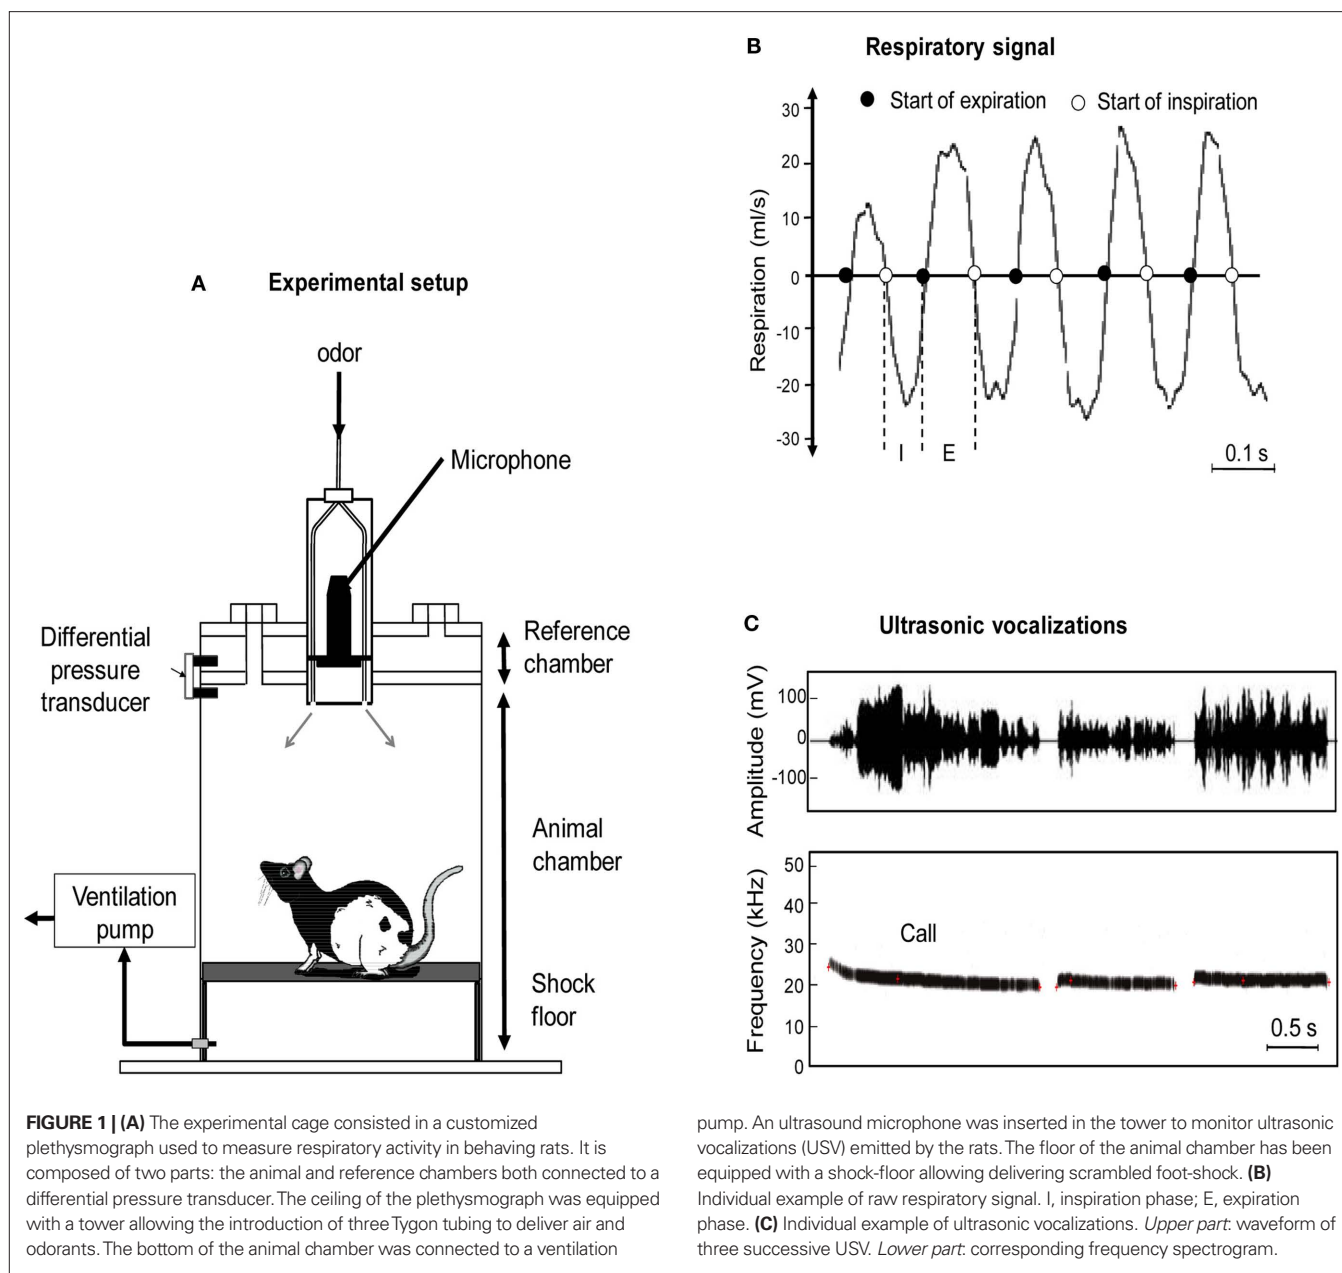 A Experimental setup
odor
Microphone
Differential
pressure
transducer
Reference
chamber
Animal
chamber
Ventilation
pump
Shock
floor
B Respiratory signal
Start of expiration Start of inspiration
Respiration (ml/s)
30
20
10
0
-10
-20
-30
I E
0.1 s
C Ultrasonic vocalizations
Amplitude (mV)
100
0
-100
Frequency (kHz)
50
40
30
20
10
0
Call
0.5 s
FIGURE 1 | (A) The experimental cage consisted in a customized
plethysmograph used to measure respiratory activity in behaving rats. It is
composed of two parts: the animal and reference chambers both connected to a
differential pressure transducer. The ceiling of the plethysmograph was equipped
with a tower allowing the introduction of three Tygon tubing to deliver air and
odorants. The bottom of the animal chamber was connected to a ventilation
pump. An ultrasound microphone was inserted in the tower to monitor ultrasonic
vocalizations (USV) emitted by the rats. The floor of the animal chamber has been
equipped with a shock-floor allowing delivering scrambled foot-shock. (B)
Individual example of raw respiratory signal. I, inspiration phase; E, expiration
phase. (C) Individual example of ultrasonic vocalizations. Upper part: waveform of
three successive USV. Lower part: corresponding frequency spectrogram.